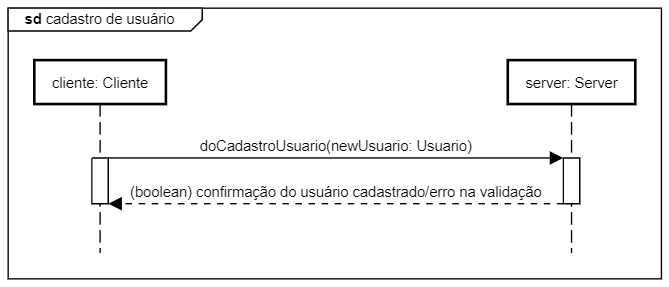 sd cadastro de usuário
cliente: Cliente
server: Server
doCadastroUsuario(newUsuario: Usuario)
(boolean) confirmação do usuário cadastrado/erro na validação